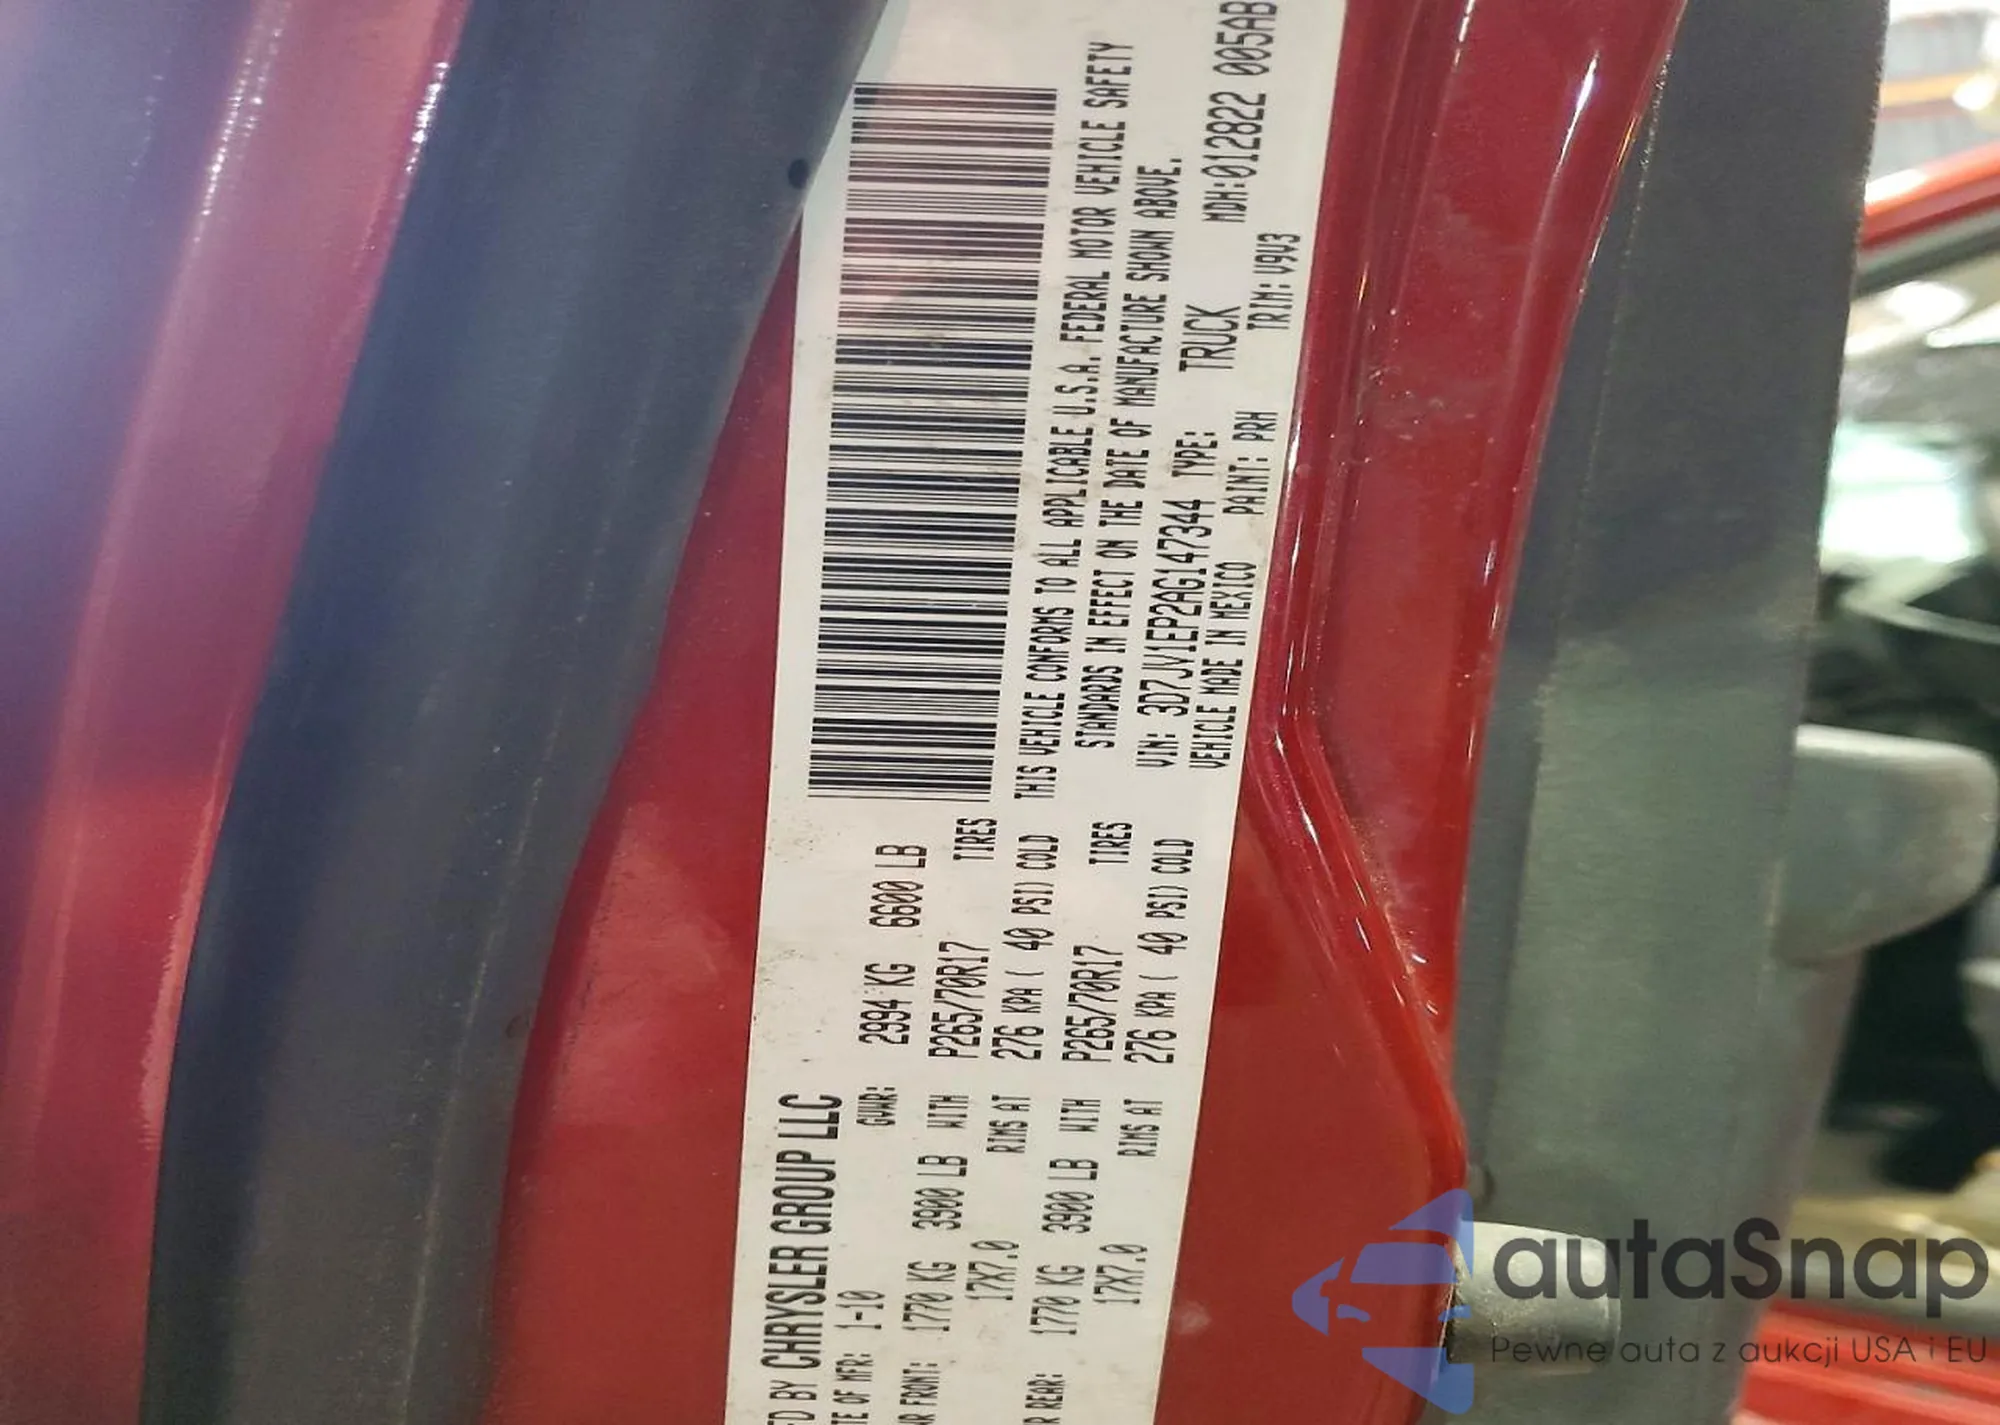 FD BY CHRYSLER GROUP LLC
TE OF MFR: 1-10 GVWR: 2994 KG 6600 LB
WR FRONT: 1770 KG 3900 LB WITH P265/70R17 TIRES
17X7.0 RIMS AT 276 KPA ( 40 PSI) COLD
R REAR: 1770 KG 3900 LB WITH P265/70R17 TIRES
17X7.0 RIMS AT 276 KPA ( 40 PSI) COLD
THIS VEHICLE CONFORMS TO ALL APPLICABLE U.S.A. FEDERAL MOTOR VEHICLE SAFETY
STANDARDS IN EFFECT ON THE DATE OF MANUFACTURE SHOWN ABOVE.
VIN: 3D7JV1EP2AG147344 TYPE: TRUCK MDH:012822 005AB
VEHICLE MADE IN MEXICO PAINT: PRH TRIM: V9V3
autaSnap
Pewne auta z aukcji USA i EU